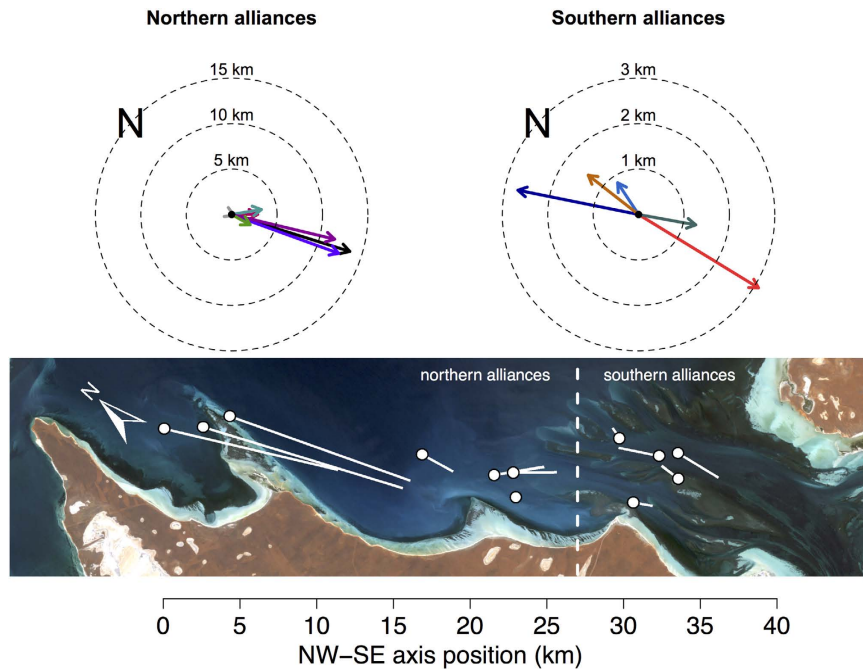 Northern alliances
Southern alliances
15 km
10 km
5 km
N
3 km
2 km
1 km
N
N
northern alliances
southern alliances
0 5 10 15 20 25 30 35 40
NW−SE axis position (km)